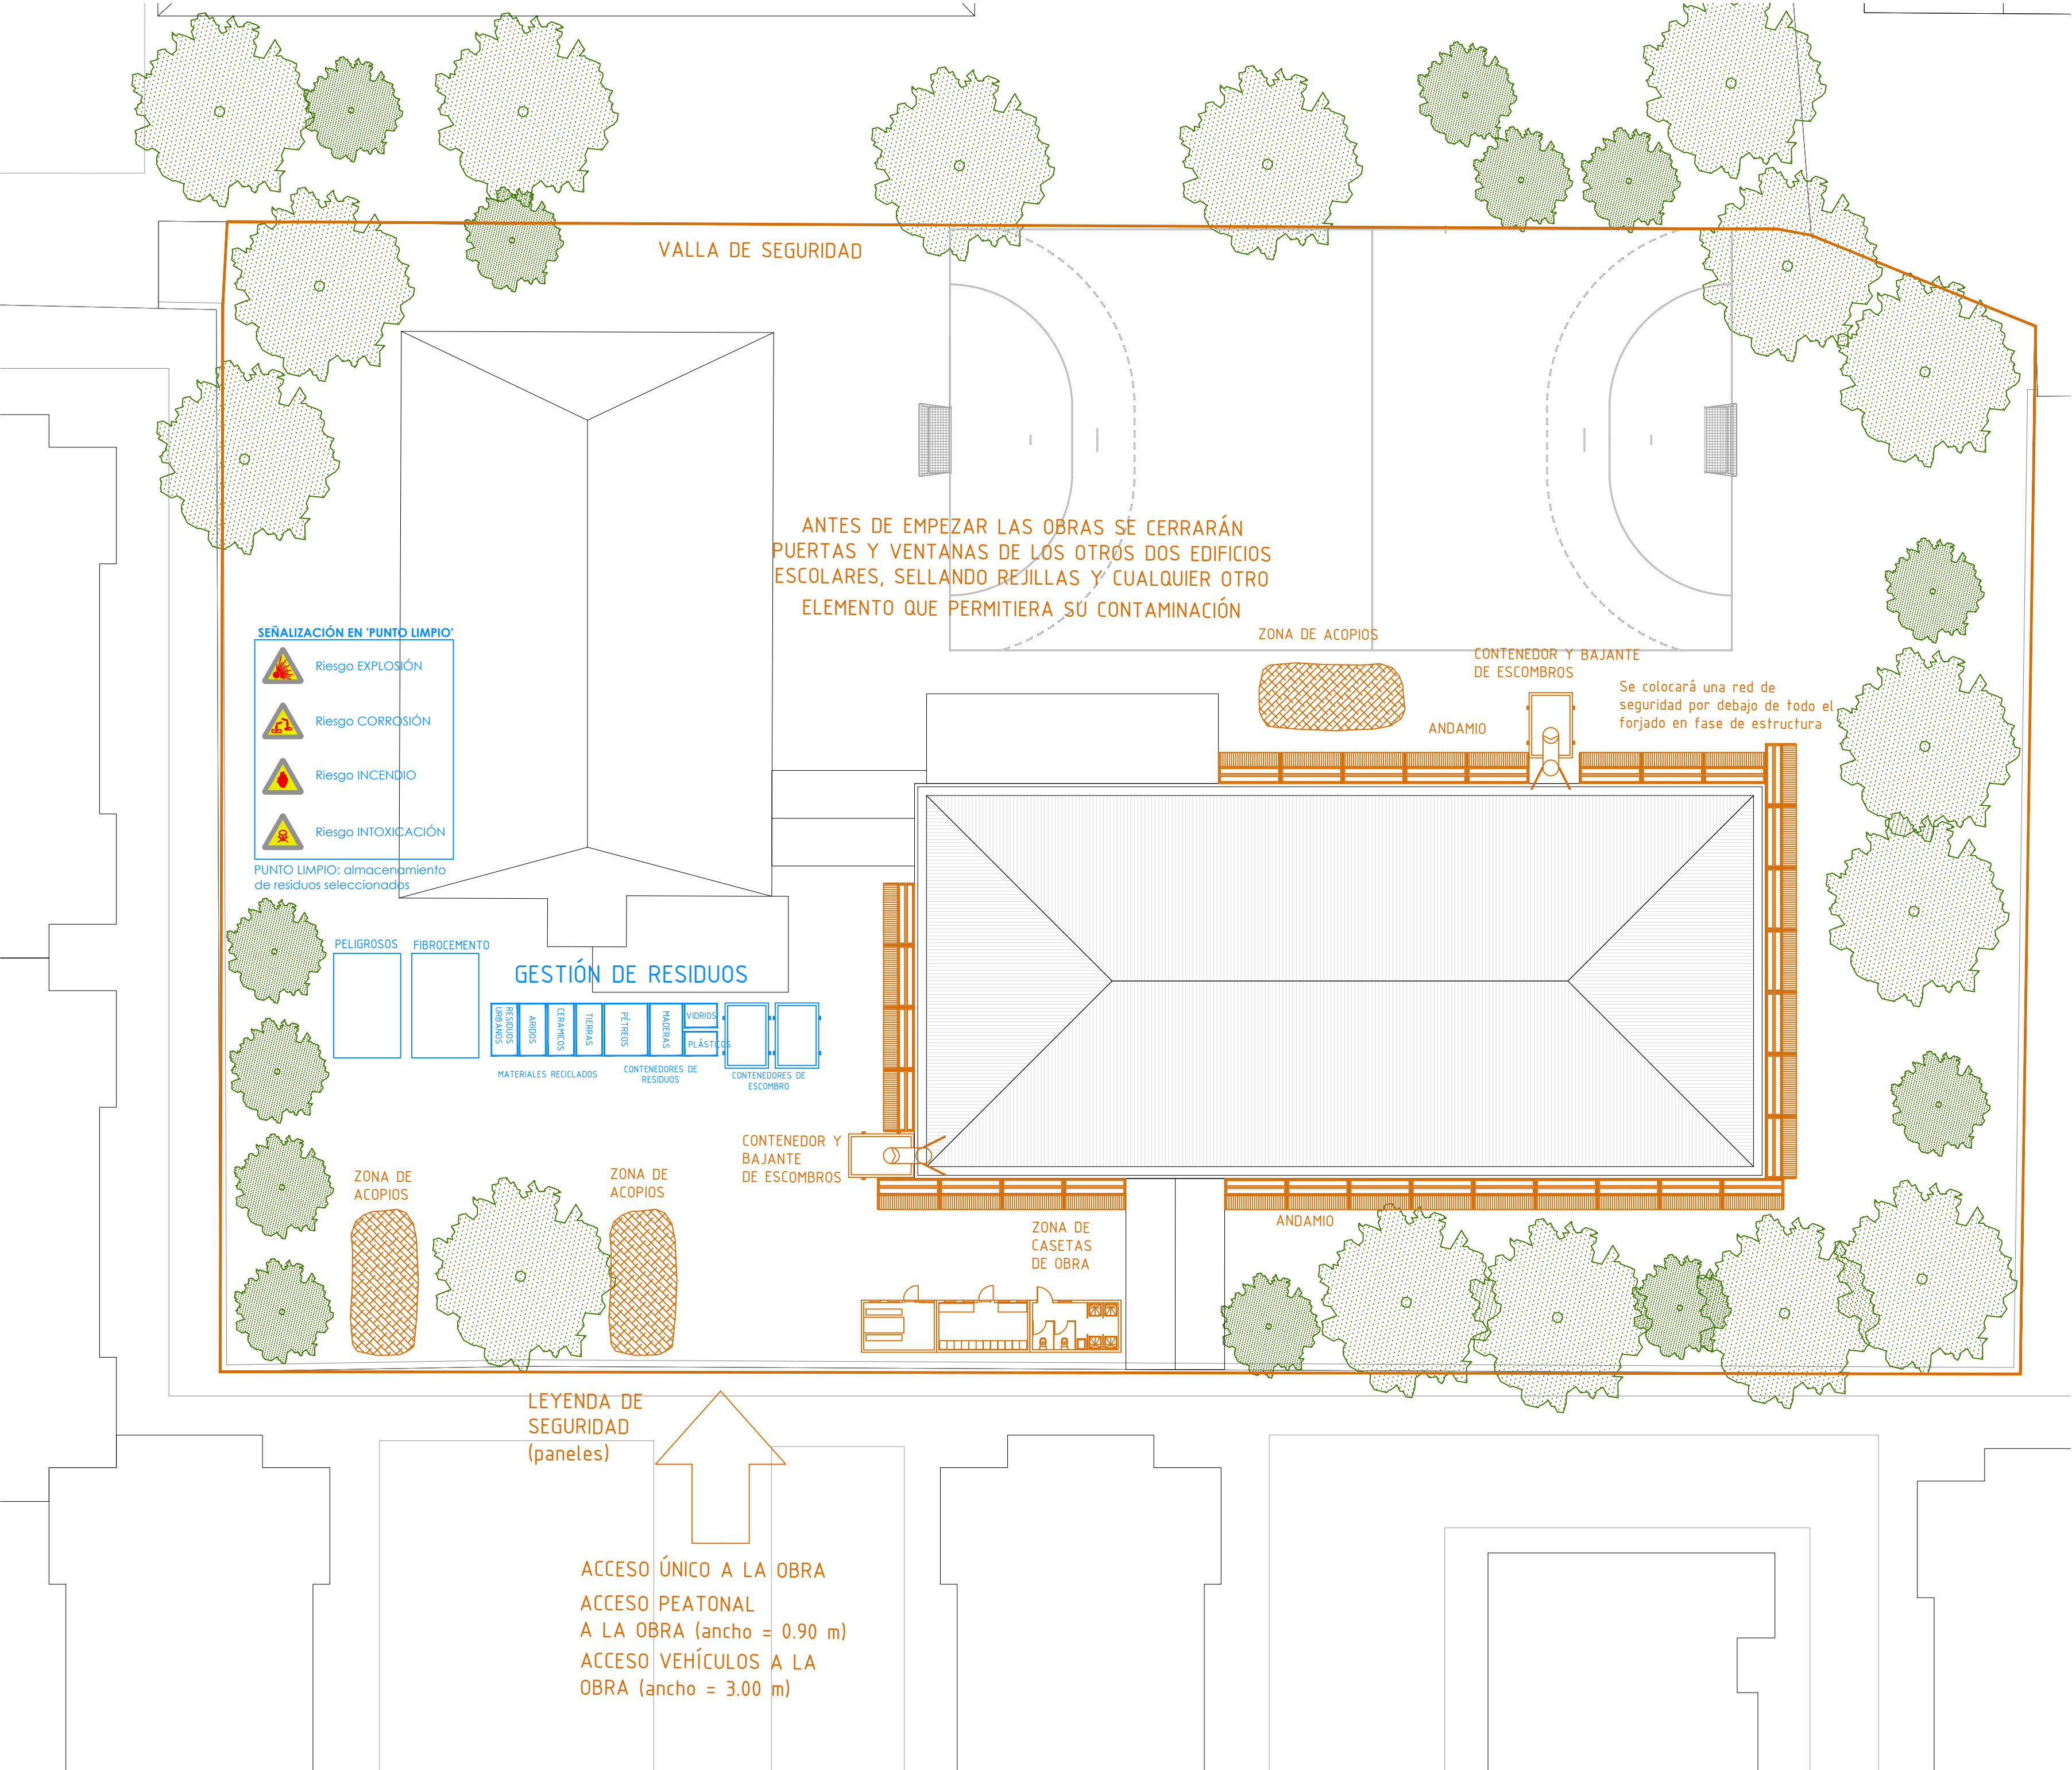 VALLA DE SEGURIDAD
ANTES DE EMPEZAR LAS OBRAS SE CERRARÁN
PUERTAS Y VENTANAS DE LOS OTROS DOS EDIFICIOS
ESCOLARES, SELLANDO REJILLAS Y CUALQUIER OTRO
ELEMENTO QUE PERMITIERA SU CONTAMINACIÓN
SEÑALIZACIÓN EN 'PUNTO LIMPIO'
Riesgo EXPLOSIÓN
Riesgo CORROSIÓN
Riesgo INCENDIO
Riesgo INTOXICACIÓN
PUNTO LIMPIO: almacenamiento
de residuos seleccionados
ZONA DE ACOPIOS
CONTENEDOR Y BAJANTE
DE ESCOMBROS
Se colocará una red de
seguridad por debajo de todo el
forjado en fase de estructura
ANDAMIO
PELIGROSOS
FIBROCEMENTO
GESTIÓN DE RESIDUOS
RESIDUOS
URBANOS
ARIDOS
CERAMICOS
TIERRAS
PÉTREOS
MADERAS
VIDRIOS
PLÁSTICOS
MATERIALES RECICLADOS
CONTENEDORES DE
RESIDUOS
CONTENEDORES DE
ESCOMBRO
CONTENEDOR Y
BAJANTE
DE ESCOMBROS
ZONA DE
ACOPIOS
ZONA DE
ACOPIOS
ZONA DE
CASETAS
DE OBRA
ANDAMIO
LEYENDA DE
SEGURIDAD
(paneles)
ACCESO ÚNICO A LA OBRA
ACCESO PEATONAL
A LA OBRA (ancho = 0.90 m)
ACCESO VEHÍCULOS A LA
OBRA (ancho = 3.00 m)